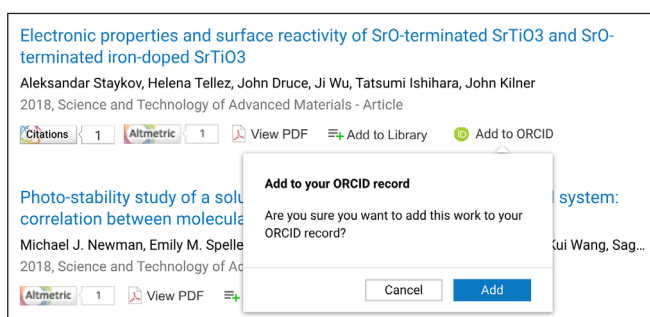 Electronic properties and surface reactivity of SrO-terminated SrTiO3 and SrO-
terminated iron-doped SrTiO3
Aleksandar Staykov, Helena Tellez, John Druce, Ji Wu, Tatsumi Ishihara, John Kilner
2018, Science and Technology of Advanced Materials - Article
Citations 1 Altmetric 1 View PDF Add to Library iD Add to ORCID
Add to your ORCID record
Are you sure you want to add this work to your
ORCID record?
Cancel Add
Photo-stability study of a system:
correlation between
Michael J. Newman, Emily M. Kui Wang, Sag...
2018, Science and Technology of
Altmetric 1 View PDF